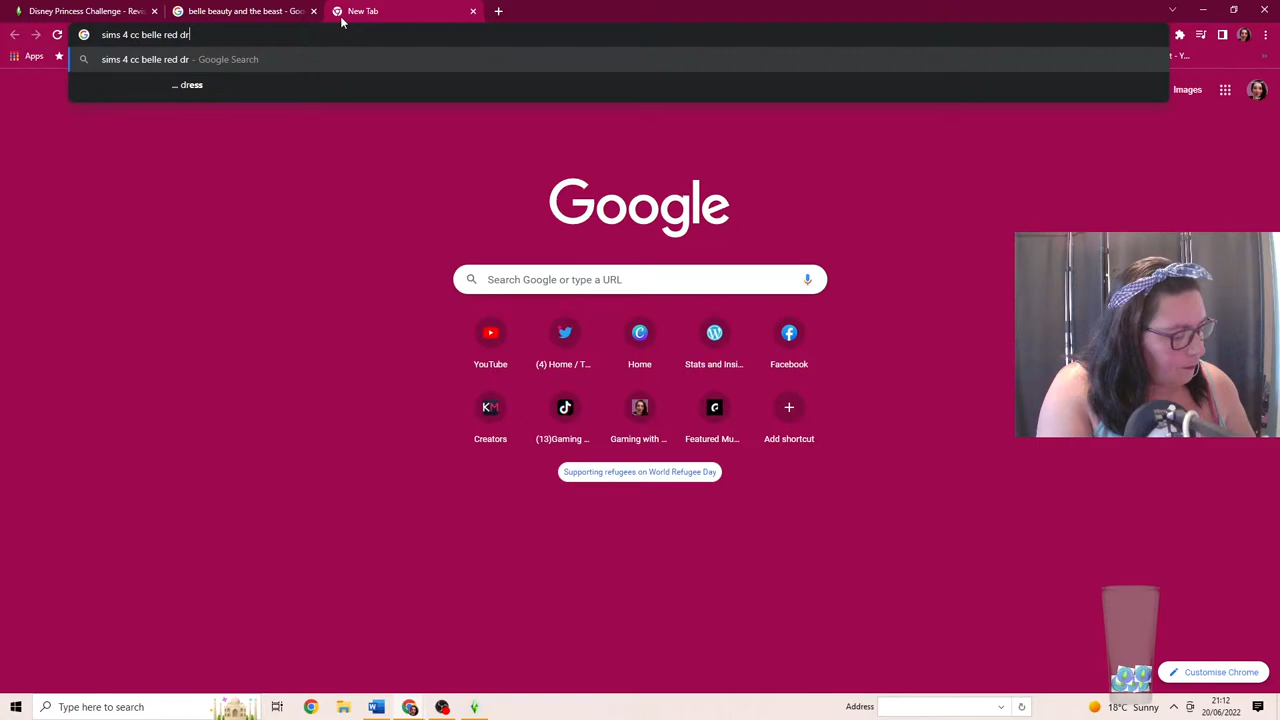 Disney Princess Challenge - Revis
belle beauty and the beast - Goo
New Tab
sims 4 cc belle red dr
Apps
sims 4 cc belle red dr - Google Search
... dress
- Y...
Images
Google
Search Google or type a URL
YouTube
(4) Home / T...
Home
Stats and Insi...
Facebook
KM
Creators
(13)Gaming ...
Gaming with ...
Featured Mu...
Add shortcut
Supporting refugees on World Refugee Day
Customise Chrome
Type here to search
Address
18°C Sunny
21:12
20/06/2022